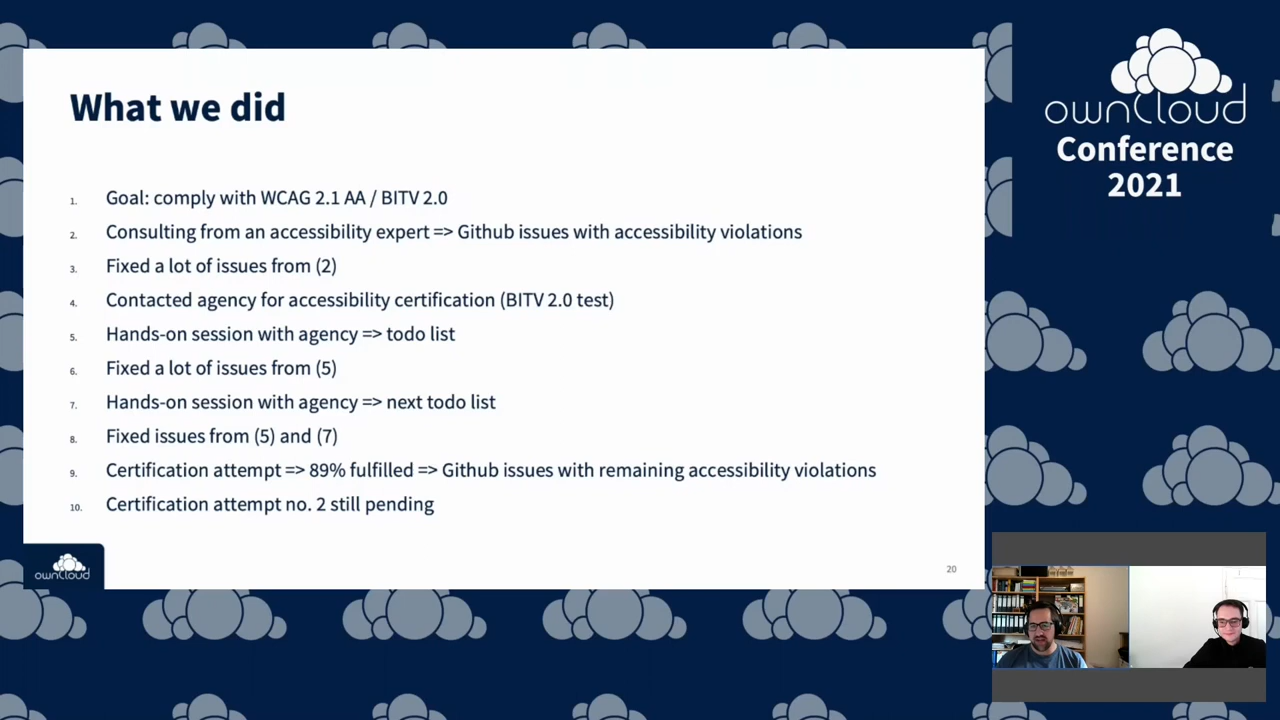 What we did
1. Goal: comply with WCAG 2.1 AA / BITV 2.0
2. Consulting from an accessibility expert => Github issues with accessibility violations
3. Fixed a lot of issues from (2)
4. Contacted agency for accessibility certification (BITV 2.0 test)
5. Hands-on session with agency => todo list
6. Fixed a lot of issues from (5)
7. Hands-on session with agency => next todo list
8. Fixed issues from (5) and (7)
9. Certification attempt => 89% fulfilled => Github issues with remaining accessibility violations
10. Certification attempt no. 2 still pending
ownCloud
20
ownCloud
Conference
2021